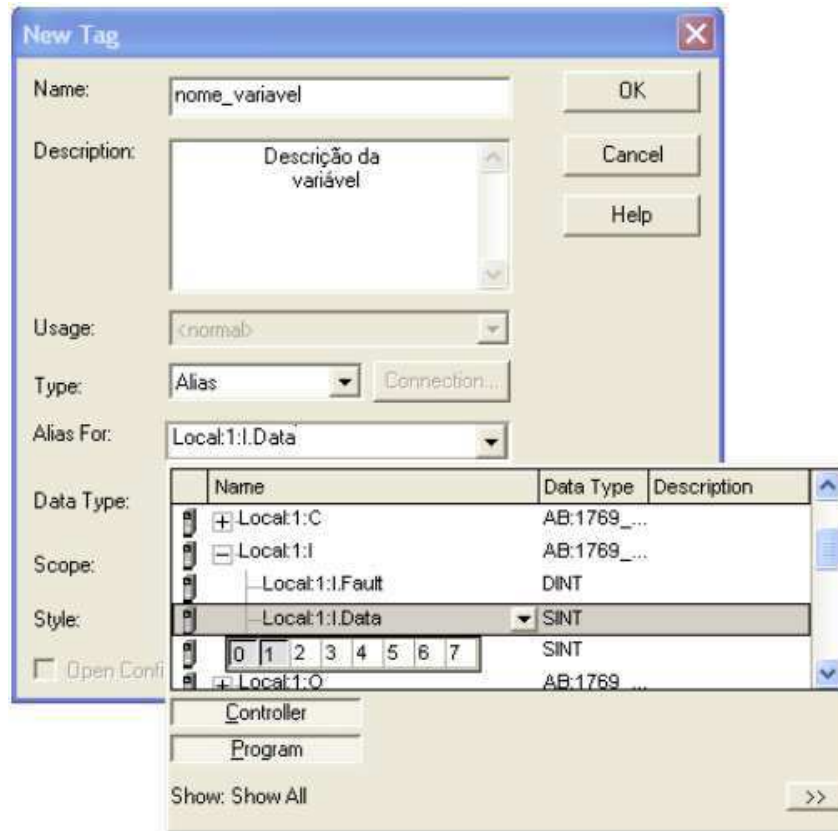 New Tag
Name:
nome_variavel
OK
Description:
Descrição da
variável
Cancel
Help
Usage:
<normal>
Type:
Alias
Connection...
Alias For:
Local:1:I.Data
Data Type:
Scope:
Style:
Open Confi
Name Data Type Description
Local:1:C AB:1769_...
Local:1:I AB:1769_...
Local:1:I.Fault DINT
Local:1:I.Data SINT
0 1 2 3 4 5 6 7 SINT
Local:1:O AB:1769_...
Controller
Program
Show: Show All
>>